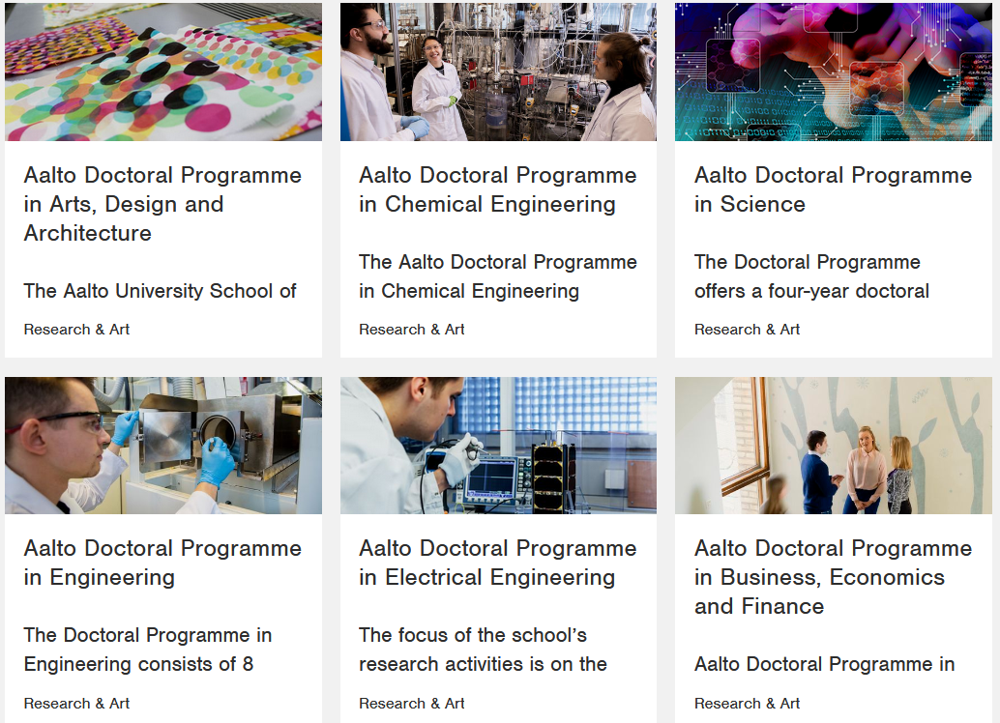 Aalto Doctoral Programme
in Arts, Design and
Architecture
The Aalto University School of
Research & Art
Aalto Doctoral Programme
in Chemical Engineering
The Aalto Doctoral Programme
in Chemical Engineering
Research & Art
Aalto Doctoral Programme
in Science
The Doctoral Programme
offers a four-year doctoral
Research & Art
Aalto Doctoral Programme
in Engineering
The Doctoral Programme in
Engineering consists of 8
Research & Art
Aalto Doctoral Programme
in Electrical Engineering
The focus of the school's
research activities is on the
Research & Art
Aalto Doctoral Programme
in Business, Economics
and Finance
Aalto Doctoral Programme in
Research & Art